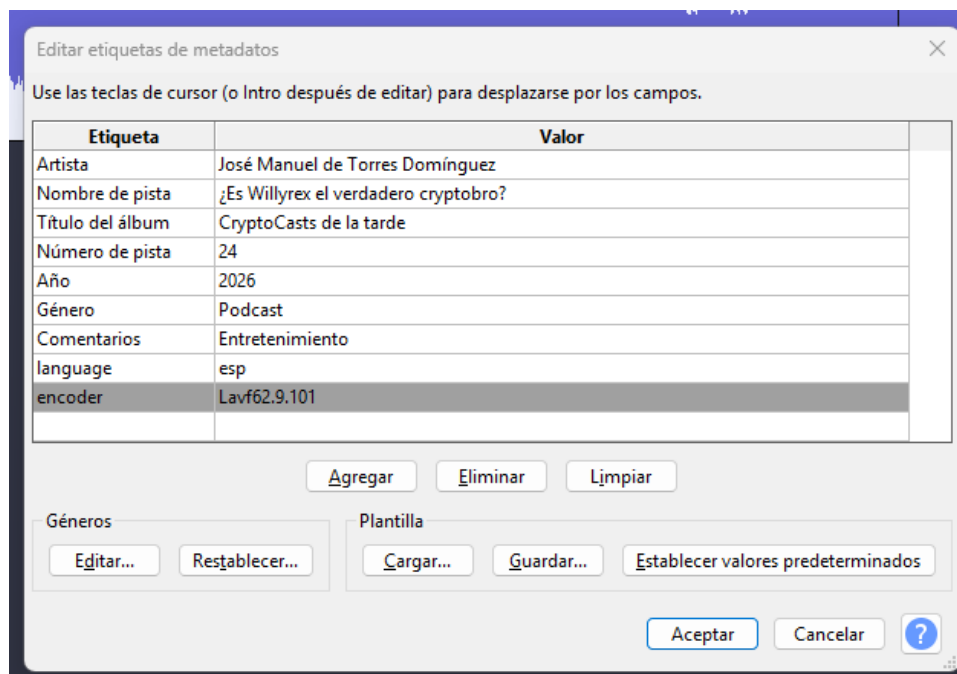 Editar etiquetas de metadatos
Use las teclas de cursor (o Intro después de editar) para desplazarse por los campos.
Etiqueta Valor
Artista José Manuel de Torres Domínguez
Nombre de pista ¿Es Willyrex el verdadero cryptobro?
Título del álbum CryptoCasts de la tarde
Número de pista 24
Año 2026
Género Podcast
Comentarios Entretenimiento
language esp
encoder Lavf62.9.101
Agregar Eliminar Limpiar
Géneros Plantilla
Editar... Restablecer... Cargar... Guardar... Establecer valores predeterminados
Aceptar Cancelar ?